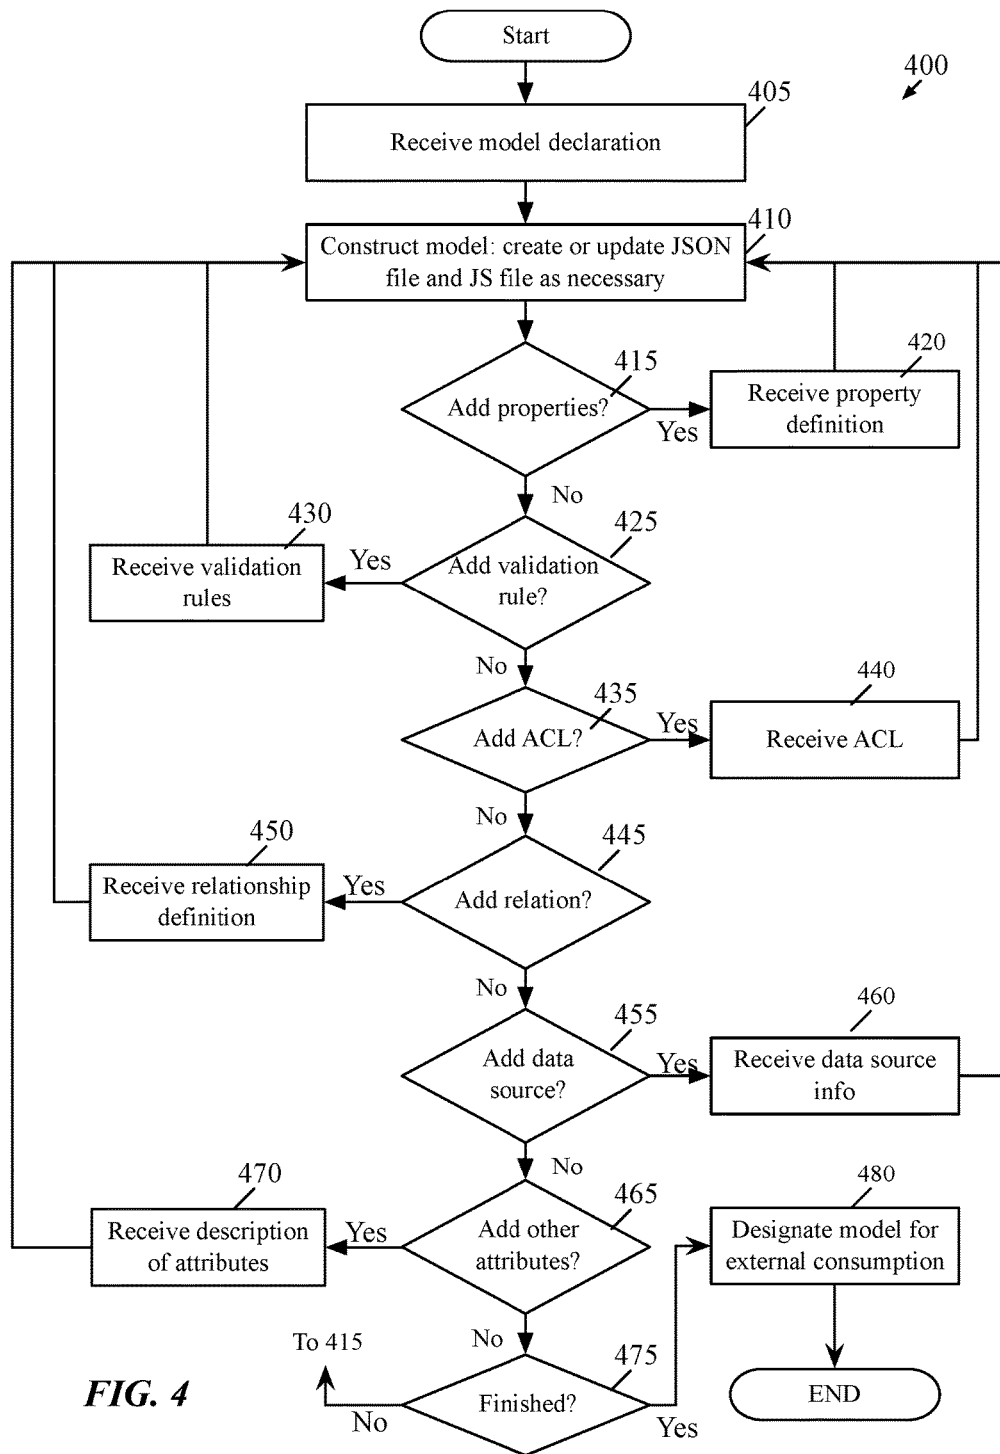 Start
400
405
Receive model declaration
410
Construct model: create or update JSON
file and JS file as necessary
415
Add properties?
Yes
420
Receive property
definition
No
425
Add validation
rule?
Yes
430
Receive validation
rules
No
435
Add ACL?
Yes
440
Receive ACL
No
445
Add relation?
Yes
450
Receive relationship
definition
No
455
Add data
source?
Yes
460
Receive data source
info
No
465
Add other
attributes?
Yes
470
Receive description
of attributes
480
Designate model for
external consumption
No
To 415
475
Finished?
No
Yes
END
FIG. 4